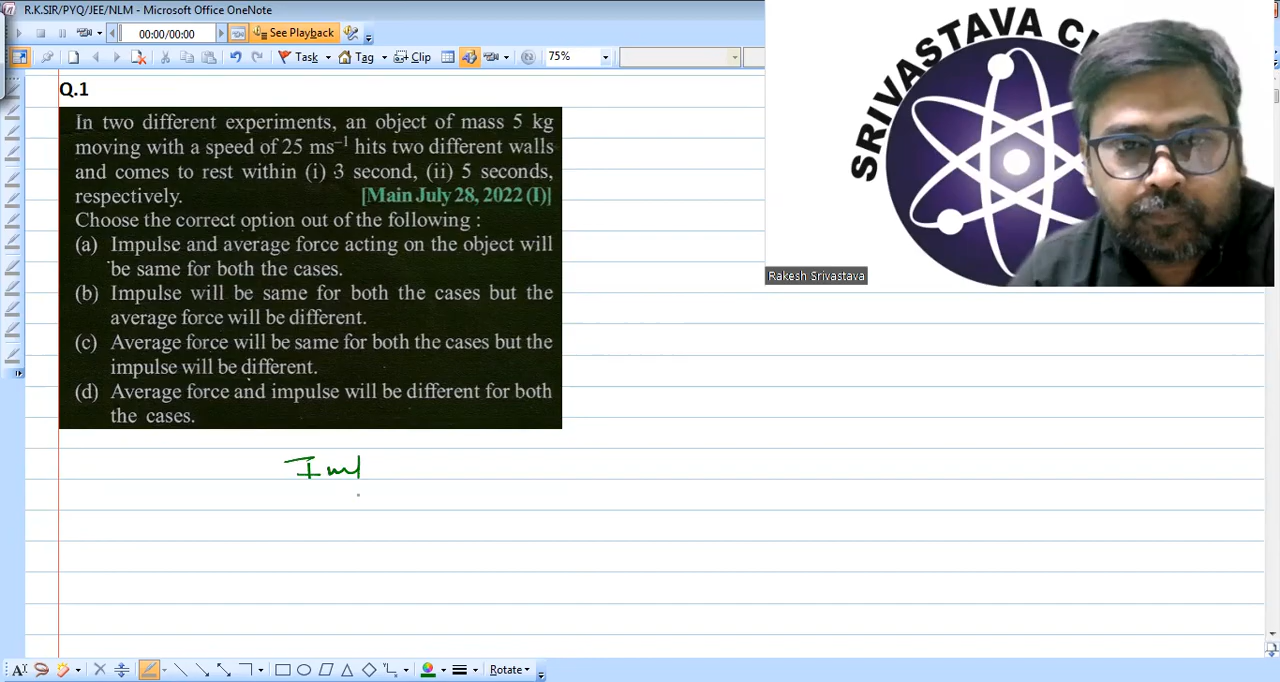 R.K.SIR/PYQ/JEE/NLM - Microsoft Office OneNote
00:00/00:00 See Playback
Task Tag Clip 75%
Q.1
In two different experiments, an object of mass 5 kg
moving with a speed of 25 ms⁻¹ hits two different walls
and comes to rest within (i) 3 second, (ii) 5 seconds,
respectively. [Main July 28, 2022 (I)]
Choose the correct option out of the following :
(a) Impulse and average force acting on the object will
be same for both the cases.
(b) Impulse will be same for both the cases but the
average force will be different.
(c) Average force will be same for both the cases but the
impulse will be different.
(d) Average force and impulse will be different for both
the cases.
SRIVASTAVA
Rakesh Srivastava
Rotate